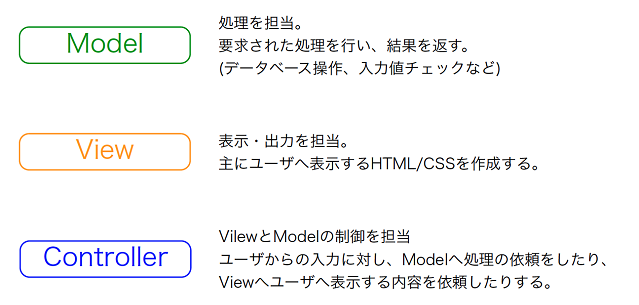 Model
処理を担当。
要求された処理を行い、結果を返す。
(データベース操作、入力値チェックなど)
View
表示・出力を担当。
主にユーザへ表示するHTML/CSSを作成する。
Controller
VilewとModelの制御を担当
ユーザからの入力に対し、Modelへ処理の依頼をしたり、
Viewへユーザへ表示する内容を依頼したりする。